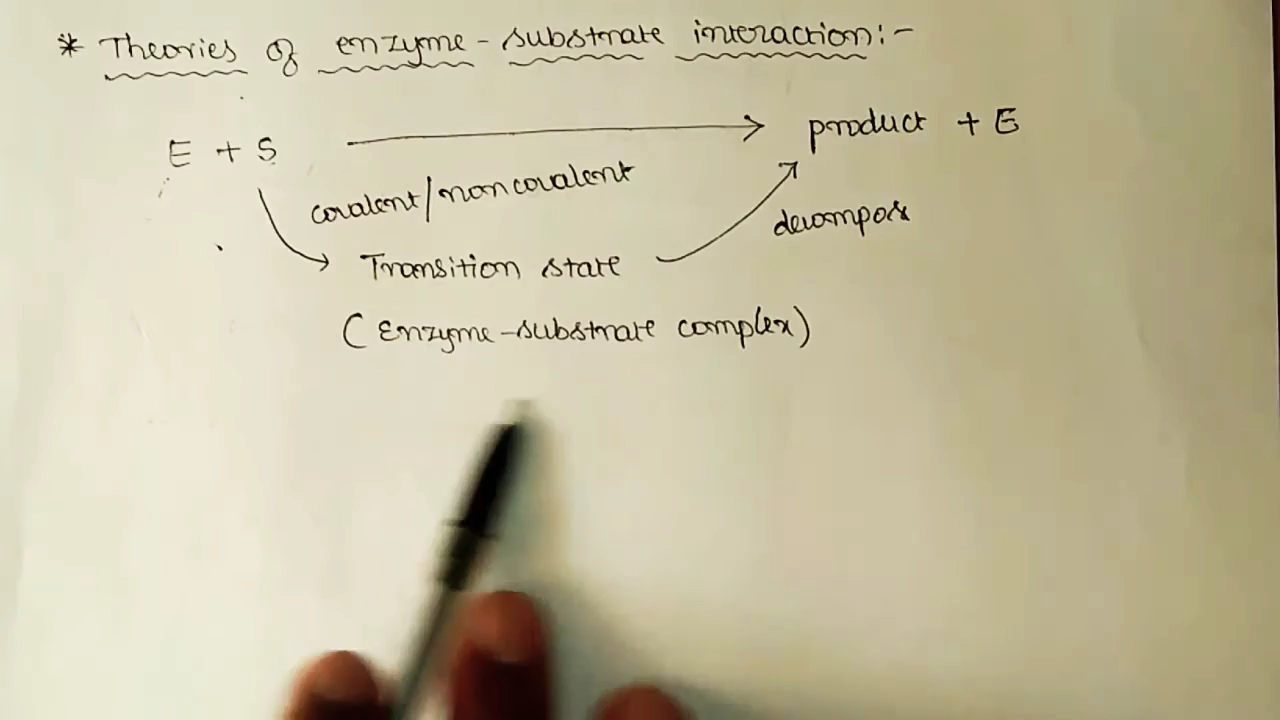 * Theories of enzyme-substrate interaction:-
E + S → product + E
covalent/noncovalent
decompose
Transition state
(Enzyme-substrate complex)